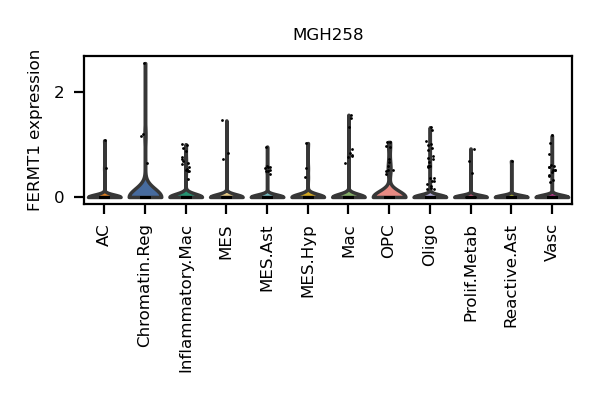 MGH258
FERMT1 expression
2
0
AC
Chromatin.Reg
Inflammatory.Mac
MES
MES.Ast
MES.Hyp
Mac
OPC
Oligo
Prolif.Metab
Reactive.Ast
Vasc